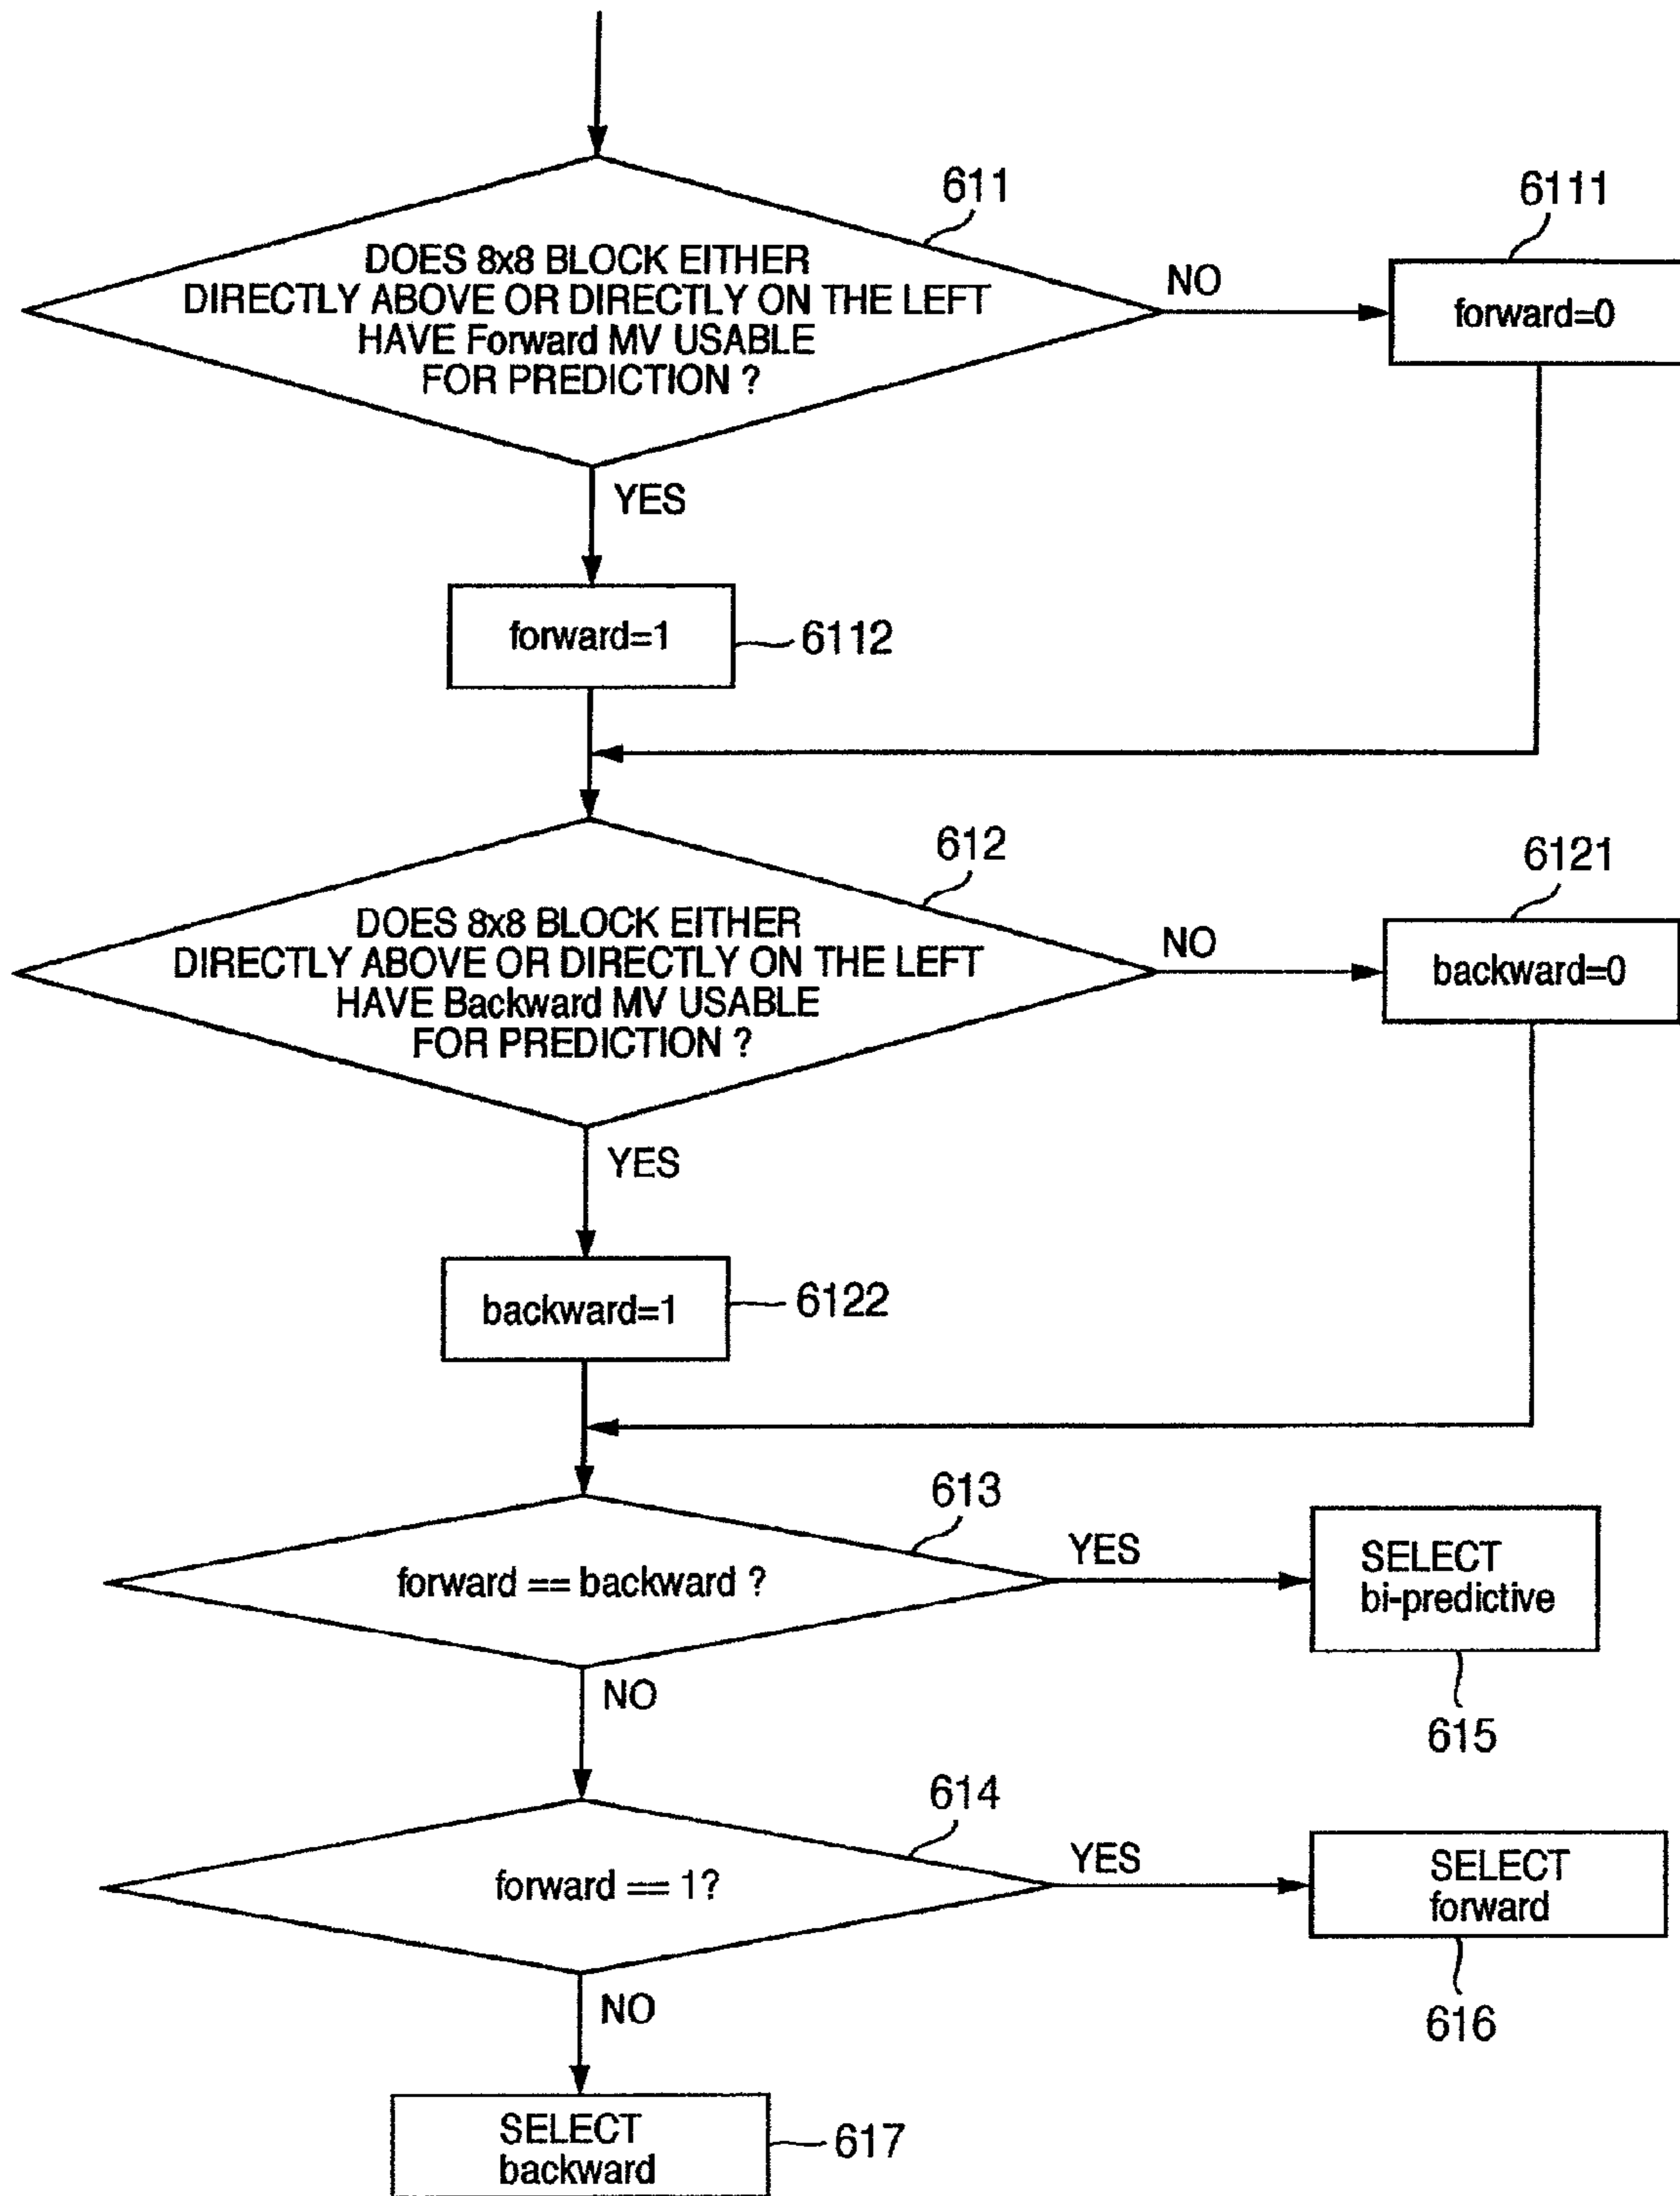 611
6111
DOES 8x8 BLOCK EITHER
DIRECTLY ABOVE OR DIRECTLY ON THE LEFT
HAVE Forward MV USABLE
FOR PREDICTION ?
NO
forward=0
YES
forward=1
6112
612
6121
DOES 8x8 BLOCK EITHER
DIRECTLY ABOVE OR DIRECTLY ON THE LEFT
HAVE Backward MV USABLE
FOR PREDICTION ?
NO
backward=0
YES
backward=1
6122
613
forward == backward ?
YES
SELECT
bi-predictive
615
NO
614
forward == 1?
YES
SELECT
forward
616
NO
SELECT
backward
617